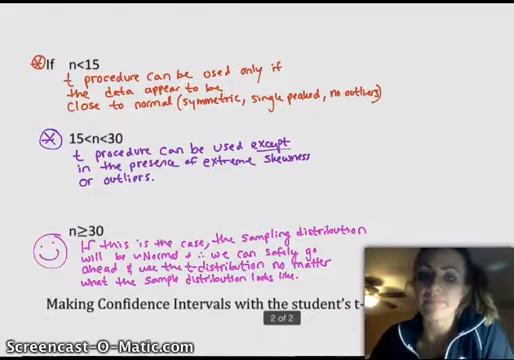 If n<15
t procedure can be used only if
the data appear to be
close to normal (symmetric, single peaked, no outliers)
15<n<30
t procedure can be used except
in the presence of extreme skewness
or outliers.
n≥30
If this is the case, the sampling distribution
will be ~Normal & ∴ we can safely go
ahead & use the t-distribution no matter
what the sample distribution looks like.
Making Confidence Intervals with the student's t-
2 of 2
Screencast-O-Matic.com